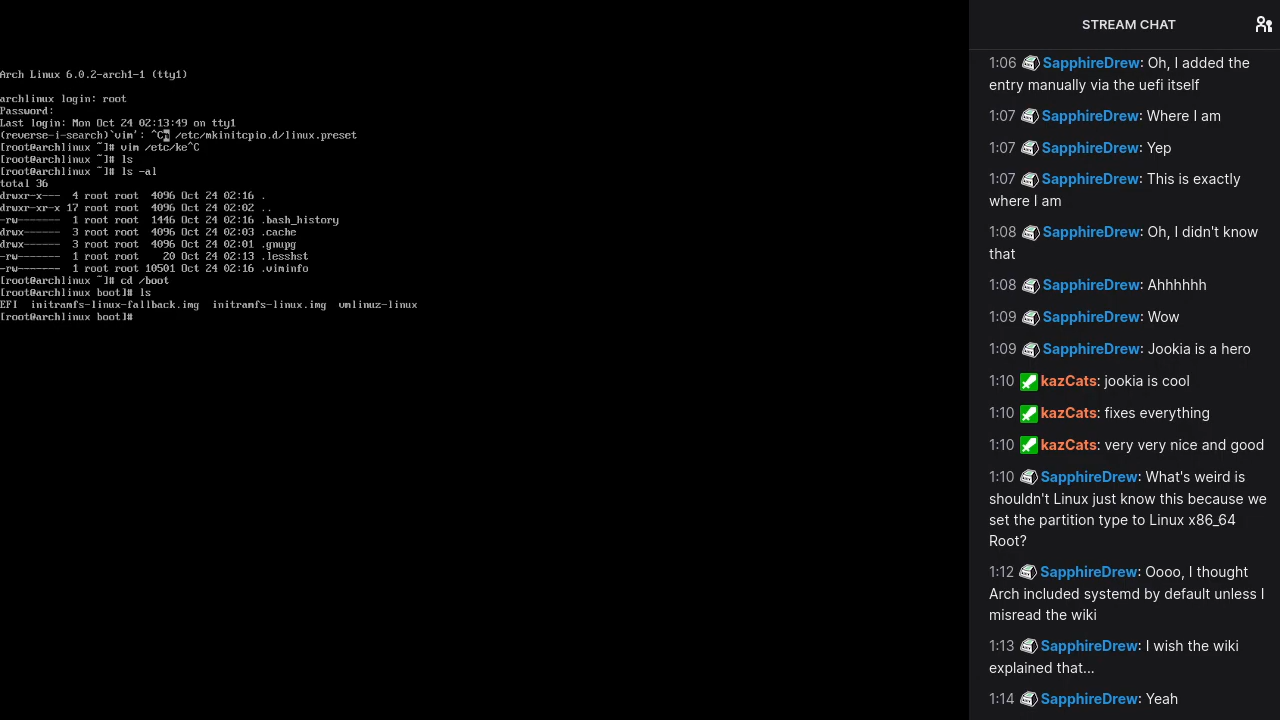 Arch Linux 6.0.2-arch1-1 (tty1)
archlinux login: root
Password:
Last login: Mon Oct 24 02:13:49 on tty1
(reverse-i-search)`vim': ^C /etc/mkinitcpio.d/linux.preset
[root@archlinux ~]# vim /etc/ke^C
[root@archlinux ~]# ls
[root@archlinux ~]# ls -al
total 36
drwxr-x--- 4 root root 4096 Oct 24 02:16 .
drwxr-xr-x 17 root root 4096 Oct 24 02:02 ..
-rw------- 1 root root 1446 Oct 24 02:16 .bash_history
drwx------ 3 root root 4096 Oct 24 02:03 .cache
drwx------ 3 root root 4096 Oct 24 02:01 .gnupg
-rw------- 1 root root 20 Oct 24 02:13 .lesshst
-rw------- 1 root root 10501 Oct 24 02:16 .viminfo
[root@archlinux ~]# cd /boot
[root@archlinux boot]# ls
EFI initramfs-linux-fallback.img initramfs-linux.img vmlinuz-linux
[root@archlinux boot]#
STREAM CHAT
1:06 SapphireDrew: Oh, I added the
entry manually via the uefi itself
1:07 SapphireDrew: Where I am
1:07 SapphireDrew: Yep
1:07 SapphireDrew: This is exactly
where I am
1:08 SapphireDrew: Oh, I didn't know
that
1:08 SapphireDrew: Ahhhhhh
1:09 SapphireDrew: Wow
1:09 SapphireDrew: Jookia is a hero
1:10 kazCats: jookia is cool
1:10 kazCats: fixes everything
1:10 kazCats: very very nice and good
1:10 SapphireDrew: What's weird is
shouldn't Linux just know this because we
set the partition type to Linux x86_64
Root?
1:12 SapphireDrew: Oooo, I thought
Arch included systemd by default unless I
misread the wiki
1:13 SapphireDrew: I wish the wiki
explained that...
1:14 SapphireDrew: Yeah